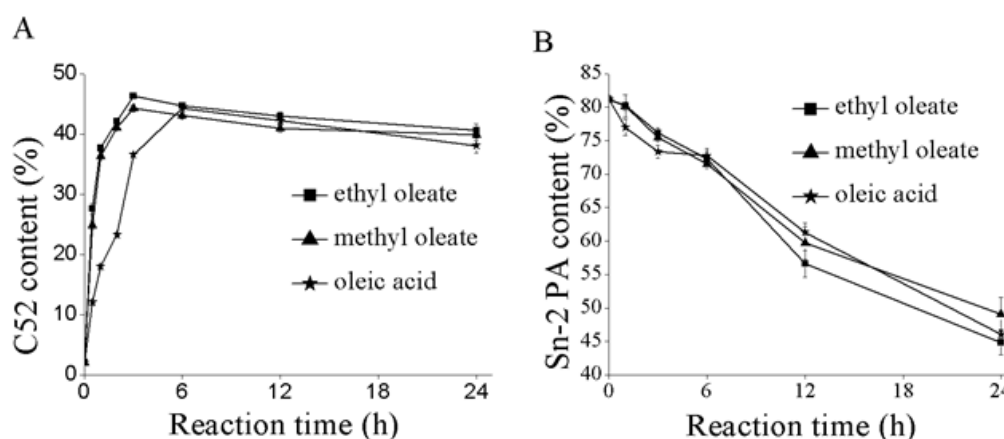 A
C52 content (%)
50
40
30
20
10
0
ethyl oleate
methyl oleate
oleic acid
0 6 12 18 24
Reaction time (h)
B
Sn-2 PA content (%)
85
80
75
70
65
60
55
50
45
40
ethyl oleate
methyl oleate
oleic acid
0 6 12 18 24
Reaction time (h)